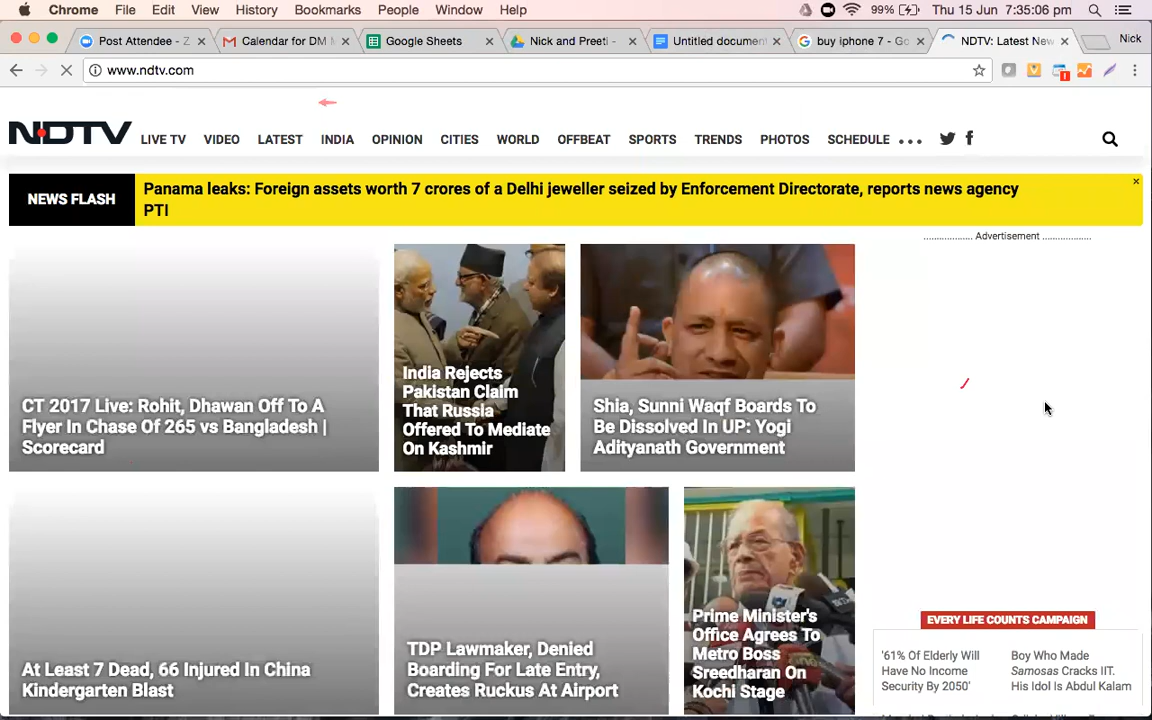 Chrome File Edit View History Bookmarks People Window Help 99% Thu 15 Jun 7:35:06 pm
Post Attendee - Z Calendar for DM M Google Sheets Nick and Preeti - Untitled document buy iphone 7 - Go NDTV: Latest New Nick
www.ndtv.com
NDTV LIVE TV VIDEO LATEST INDIA OPINION CITIES WORLD OFFBEAT SPORTS TRENDS PHOTOS SCHEDULE
NEWS FLASH
Panama leaks: Foreign assets worth 7 crores of a Delhi jeweller seized by Enforcement Directorate, reports news agency
PTI
Advertisement
CT 2017 Live: Rohit, Dhawan Off To A
Flyer In Chase Of 265 vs Bangladesh |
Scorecard
India Rejects
Pakistan Claim
That Russia
Offered To Mediate
On Kashmir
Shia, Sunni Waqf Boards To
Be Dissolved In UP: Yogi
Adityanath Government
At Least 7 Dead, 66 Injured In China
Kindergarten Blast
TDP Lawmaker, Denied
Boarding For Late Entry,
Creates Ruckus At Airport
Prime Minister's
Office Agrees To
Metro Boss
Sreedharan On
Kochi Stage
EVERY LIFE COUNTS CAMPAIGN
'61% Of Elderly Will
Have No Income
Security By 2050'
Boy Who Made
Samosas Cracks IIT.
His Idol Is Abdul Kalam